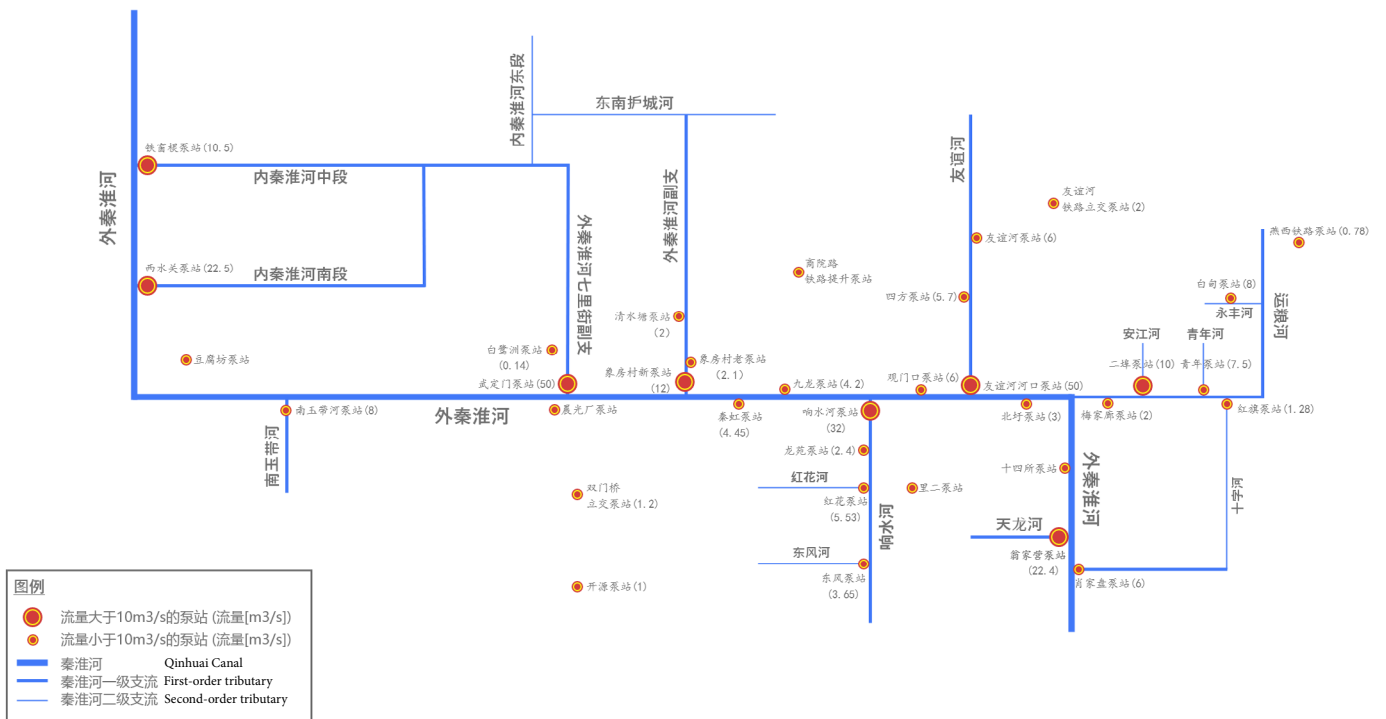 内秦淮河东段
东南护城河
铁窗棂泵站(10.5)
内秦淮河中段
外秦淮河
西水关泵站(22.5)
内秦淮河南段
外秦淮河七里街副支
外秦淮河副支
友谊河
友谊河
铁路立交泵站(2)
友谊河泵站(6)
燕西铁路泵站(0.78)
商院路
铁路提升泵站
四方泵站(5.7)
白甸泵站(8)
永丰河
运粮河
清水塘泵站
(2)
安江河
青年河
豆腐坊泵站
白鹭洲泵站
(0.14)
武定门泵站(50)
象房村老泵站
(2.1)
象房村新泵站
(12)
九龙泵站(4.2)
观门口泵站(6)
友谊河河口泵站(50)
二埠泵站(10)
青年泵站(7.5)
南玉带河泵站(8)
外秦淮河
晨光厂泵站
秦虹泵站
(4.45)
响水河泵站
(32)
北圩泵站(3)
梅家廊泵站(2)
红旗泵站(1.28)
南玉带河
龙苑泵站(2.4)
十四所泵站
外秦淮河
双门桥
立交泵站(1.2)
红花河
红花泵站
(5.53)
里二泵站
响水河
十字河
天龙河
翁家营泵站
(22.4)
东风河
东风泵站
(3.65)
肖家盘泵站(6)
开源泵站(1)
图例
流量大于10m3/s的泵站 (流量[m3/s])
流量小于10m3/s的泵站 (流量[m3/s])
秦淮河 Qinhuai Canal
秦淮河一级支流 First-order tributary
秦淮河二级支流 Second-order tributary